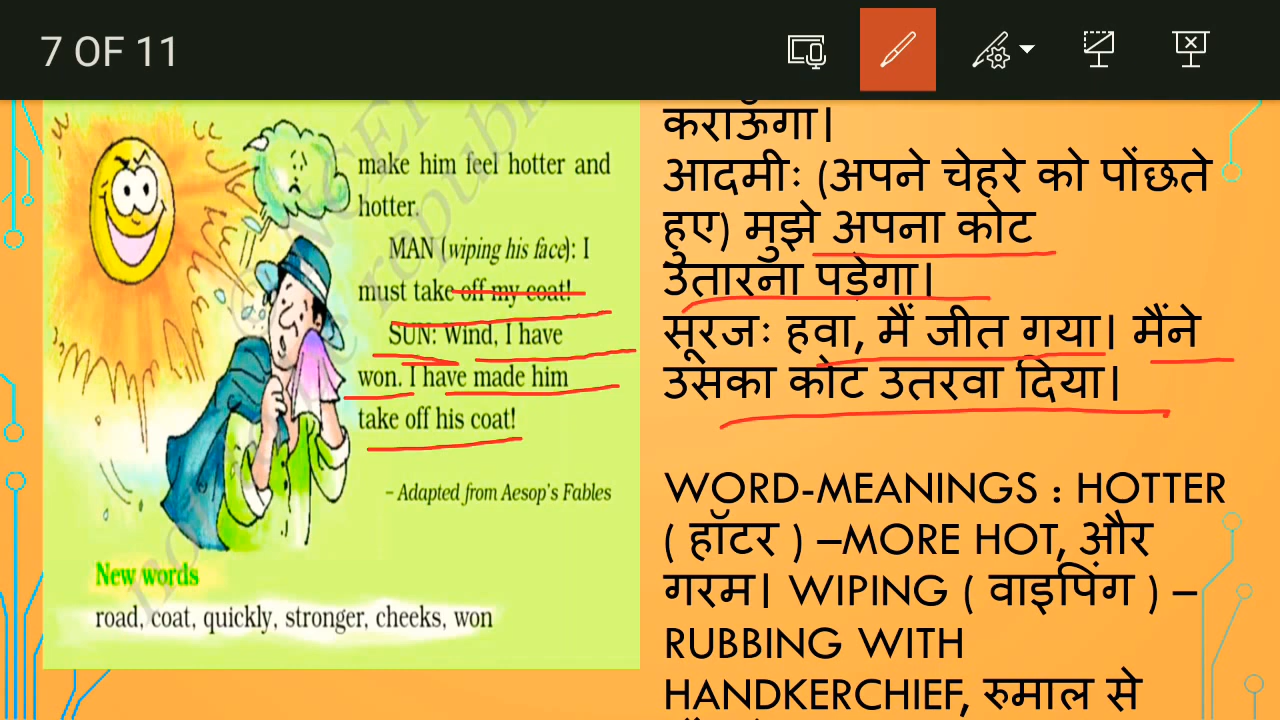 7 OF 11
make him feel hotter and
hotter.
MAN (wiping his face): I
must take off my coat!
SUN: Wind, I have
won. I have made him
take off his coat!
– Adapted from Aesop's Fables
New words
road, coat, quickly, stronger, cheeks, won
कराऊँगा|
आदमीः (अपने चेहरे को पोंछते
हुए) मुझे अपना कोट
उतारना पड़ेगा|
सूरजः हवा, मैं जीत गया| मैंने
उसका कोट उतरवा दिया|
WORD-MEANINGS : HOTTER
( हॉटर ) –MORE HOT, और
गरम| WIPING ( वाइपिंग ) –
RUBBING WITH
HANDKERCHIEF, रुमाल से